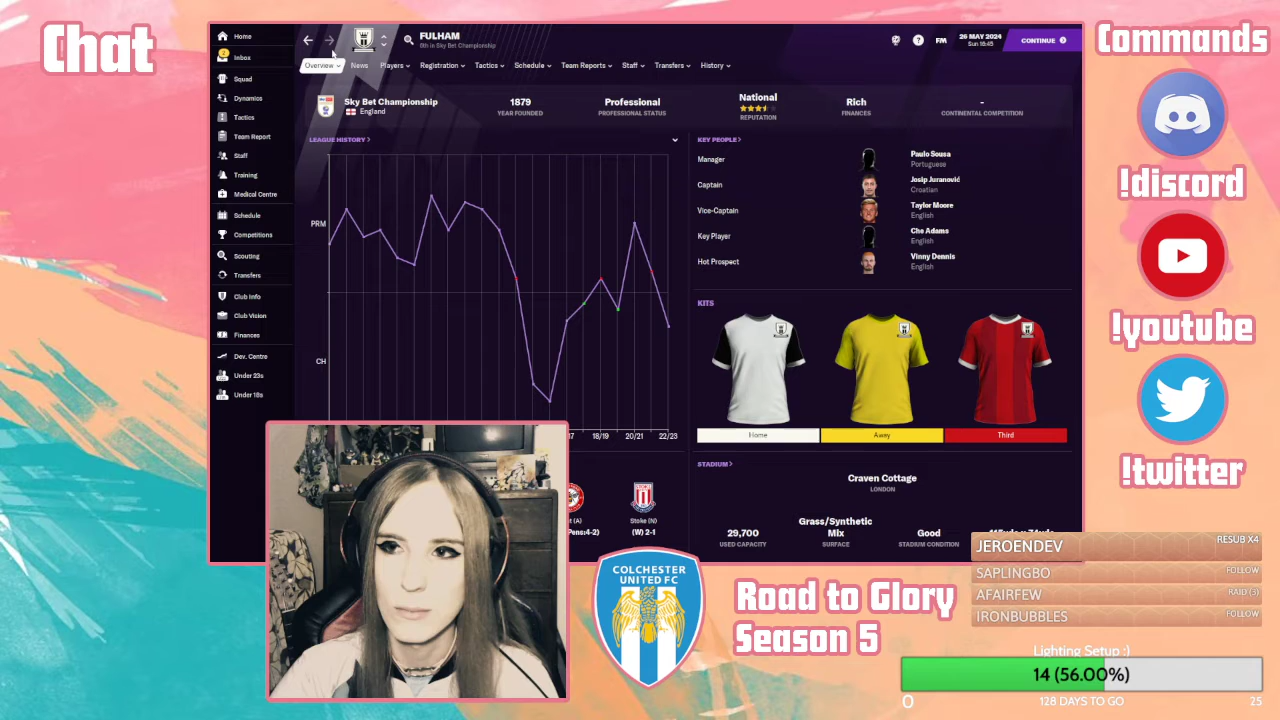 Chat
Commands
Home
Inbox
Squad
Dynamics
Tactics
Team Report
Staff
Training
Medical Centre
Schedule
Competitions
Scouting
Transfers
Club Info
Club Vision
Finances
Dev. Centre
Under 23s
Under 18s
FULHAM
6th in Sky Bet Championship
FM
26 MAY 2024
Sun 18:45
CONTINUE
Overview
News
Players
Registration
Tactics
Schedule
Team Reports
Staff
Transfers
History
Sky Bet Championship
England
1879
YEAR FOUNDED
Professional
PROFESSIONAL STATUS
National
REPUTATION
Rich
FINANCES
-
CONTINENTAL COMPETITION
LEAGUE HISTORY >
PRM
CH
18/19
20/21
22/23
KEY PEOPLE >
Manager
Paulo Sousa
Portuguese
Captain
Josip Juranović
Croatian
Vice-Captain
Taylor Moore
English
Key Player
Che Adams
English
Hot Prospect
Vinny Dennis
English
KITS
Home
Away
Third
STADIUM >
Craven Cottage
LONDON
29,700
USED CAPACITY
Grass/Synthetic
Mix
SURFACE
Good
STADIUM CONDITION
Stoke (N)
(W) 2-1
Pens:4-2)
!discord
!youtube
!twitter
COLCHESTER
UNITED FC
Road to Glory
Season 5
JEROENDEV RESUB X4
SAPLINGBO FOLLOW
AFAIRFEW RAID (3)
IRONBUBBLES FOLLOW
Lighting Setup :)
14 (56.00%)
0 128 DAYS TO GO 25